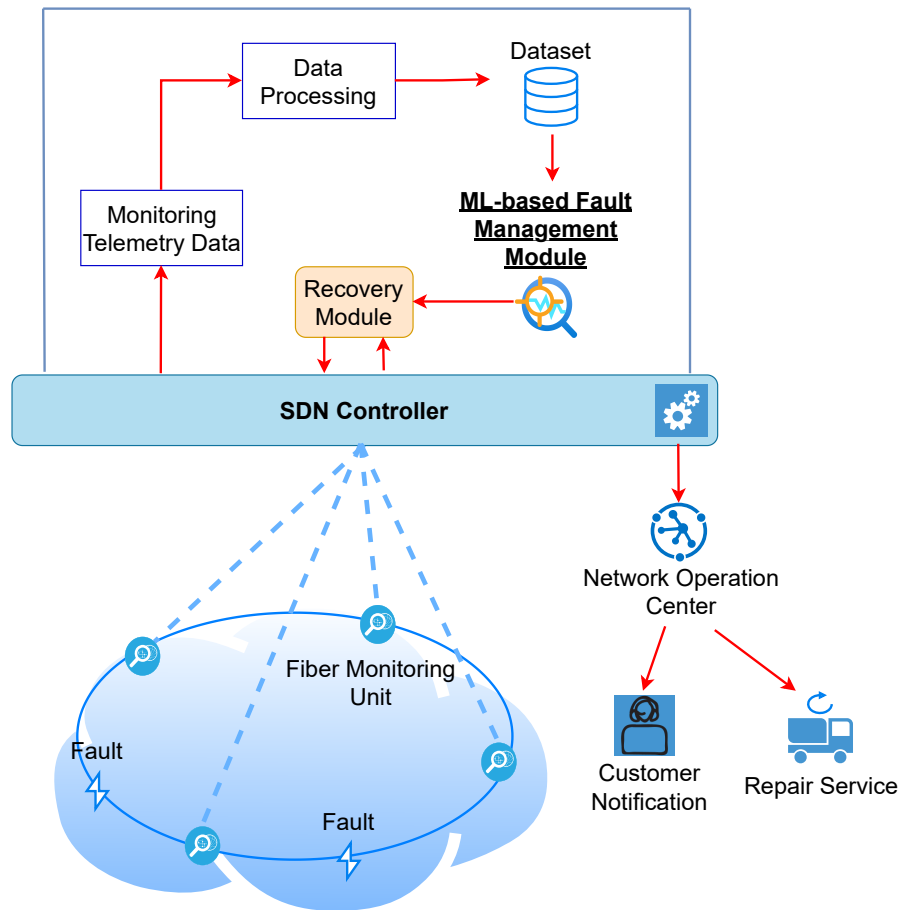 Data
Processing
Dataset
Monitoring
Telemetry Data
ML-based Fault
Management
Module
Recovery
Module
SDN Controller
Network Operation
Center
Fiber Monitoring
Unit
Fault
Fault
Customer
Notification
Repair Service